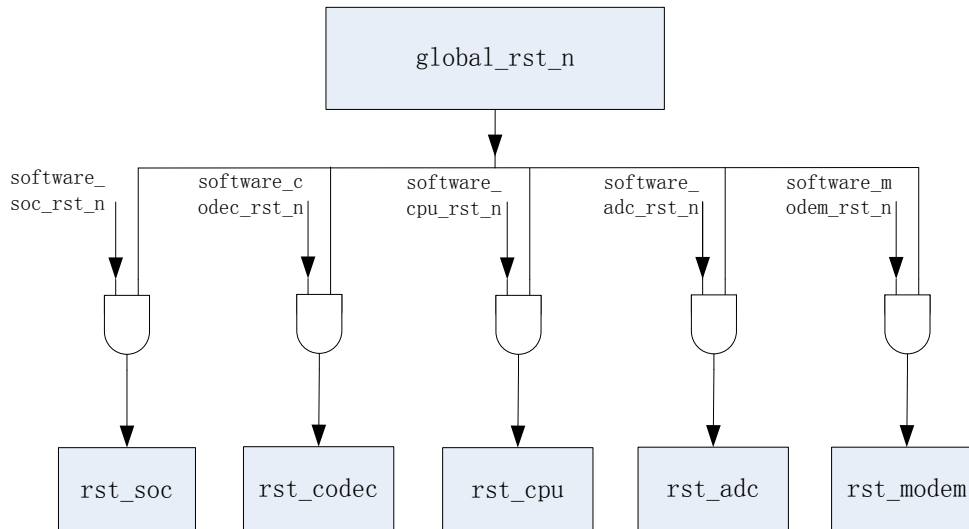 global_rst_n
software_
soc_rst_n
software_c
odec_rst_n
software_
cpu_rst_n
software_
adc_rst_n
software_m
odem_rst_n
rst_soc
rst_codec
rst_cpu
rst_adc
rst_modem